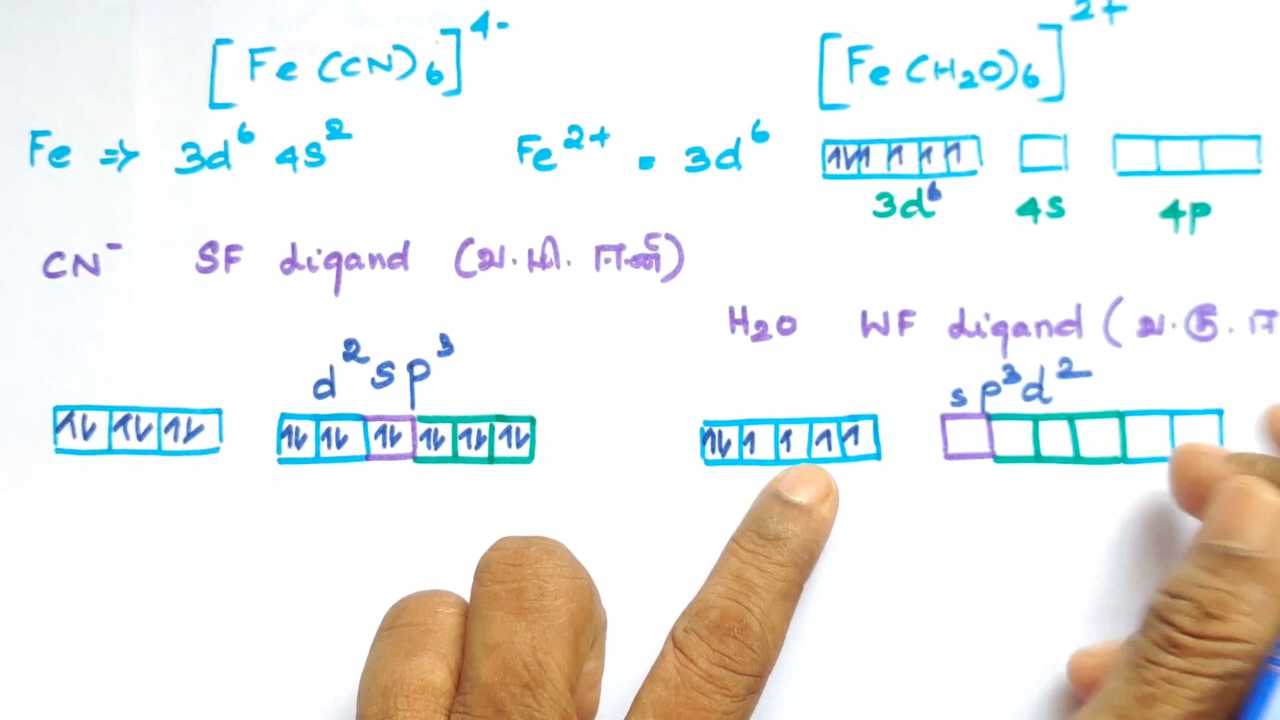 [Fe(CN)₆]⁴⁻
[Fe(H₂O)₆]²⁺
Fe ⇒ 3d⁶ 4s²
Fe²⁺ = 3d⁶
3d⁶ 4s 4p
CN⁻ SF Ligand
H₂O WF Ligand
d²sp³
sp³d²